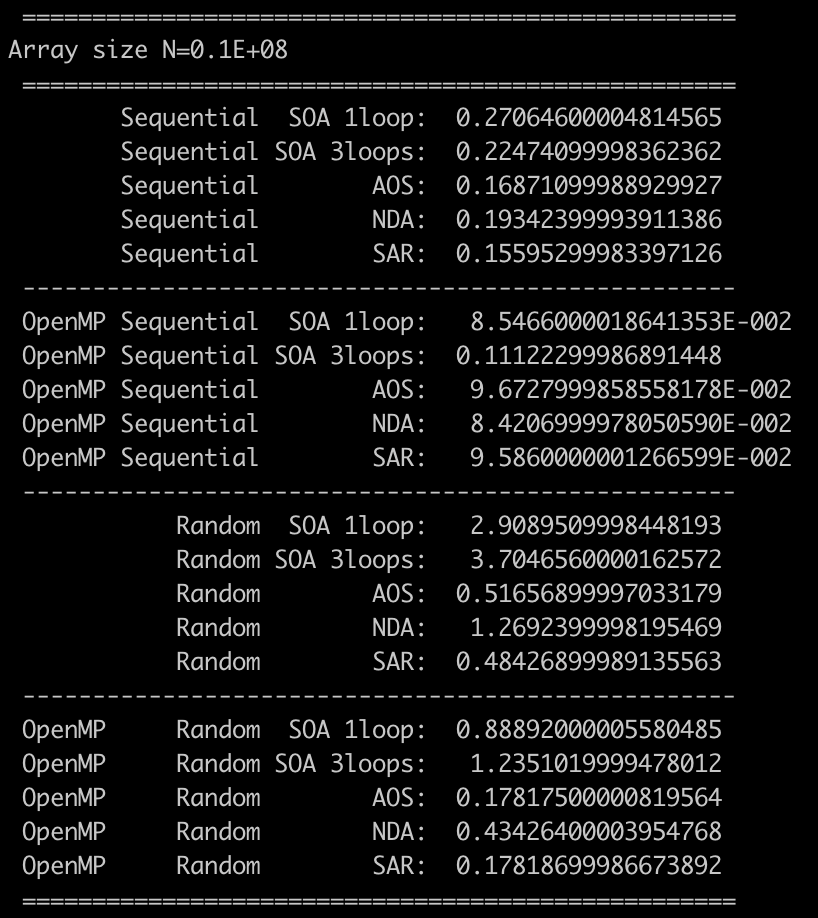 ===================================================
Array size N=0.1E+08
===================================================
Sequential  SOA 1loop:  0.27064600004814565
Sequential SOA 3loops:  0.22474099998362362
Sequential        AOS:  0.16871099988929927
Sequential        NDA:  0.19342399993911386
Sequential        SAR:  0.15595299983397126
---------------------------------------------------
OpenMP Sequential  SOA 1loop:   8.5466000018641353E-002
OpenMP Sequential SOA 3loops:  0.11122299986891448
OpenMP Sequential        AOS:   9.6727999858558178E-002
OpenMP Sequential        NDA:   8.4206999978050590E-002
OpenMP Sequential        SAR:   9.5860000001266599E-002
---------------------------------------------------
Random  SOA 1loop:   2.9089509998448193
Random SOA 3loops:   3.7046560000162572
Random        AOS:  0.51656899997033179
Random        NDA:   1.2692399998195469
Random        SAR:  0.48426899989135563
---------------------------------------------------
OpenMP     Random  SOA 1loop:  0.88892000005580485
OpenMP     Random SOA 3loops:   1.2351019999478012
OpenMP     Random        AOS:  0.17817500000819564
OpenMP     Random        NDA:  0.43426400003954768
OpenMP     Random        SAR:  0.17818699986673892
===================================================